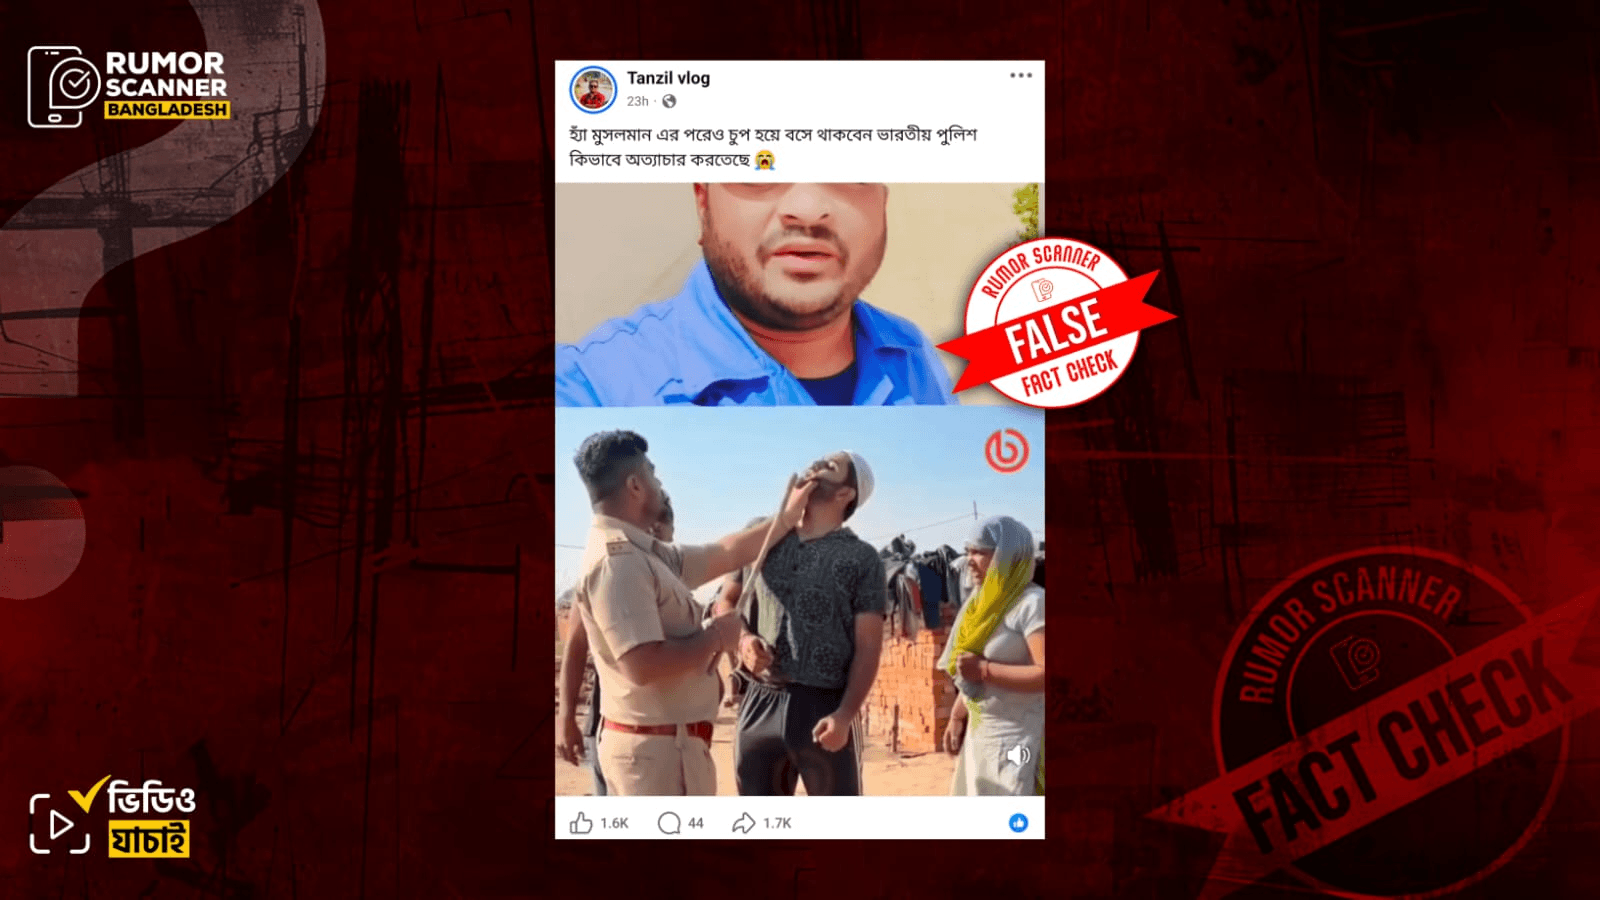 RUMOR
SCANNER
BANGLADESH
Tanzil vlog
23h
হ্যাঁ মুসলমান এর পরেও চুপ হয়ে বসে থাকবেন ভারতীয় পুলিশ
কিভাবে অত্যাচার করতেছে 😭
RUMOR SCANNER
FALSE
FACT CHECK
1.6K 44 1.7K
ভিডিও
যাচাই
RUMOR SCANNER
FACT CHECK